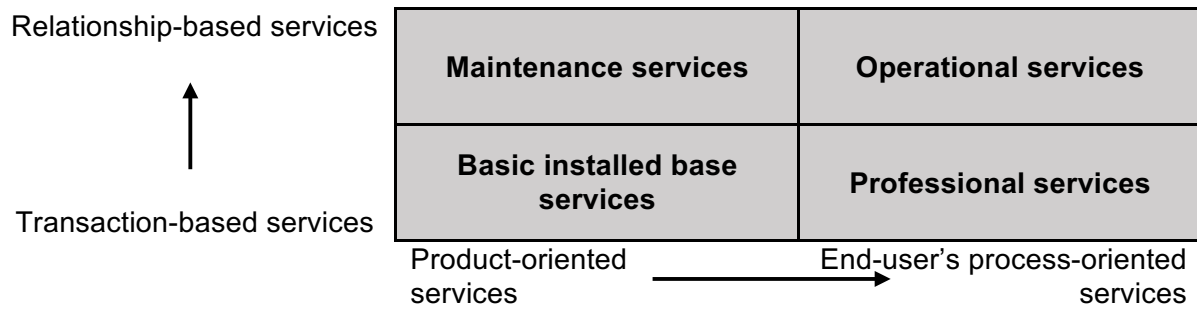 Relationship-based services
Maintenance services
Operational services
Basic installed base
services
Professional services
Transaction-based services
Product-oriented
services
End-user’s process-oriented
services